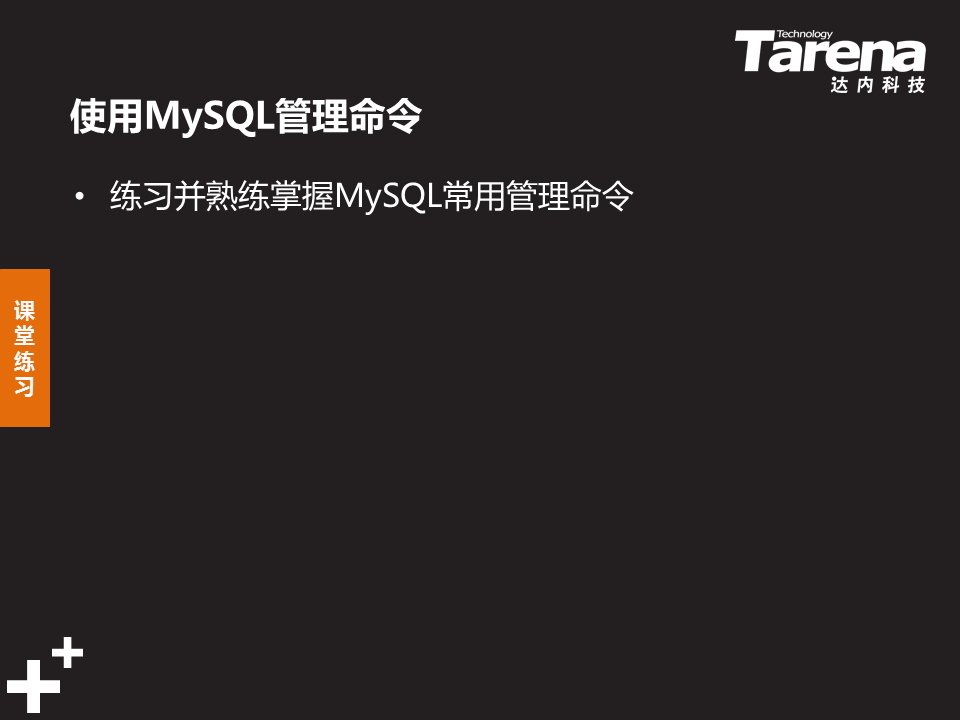 Technology
Tarena
达内科技
使用MySQL管理命令
• 练习并熟练掌握MySQL常用管理命令
课
堂
练
习